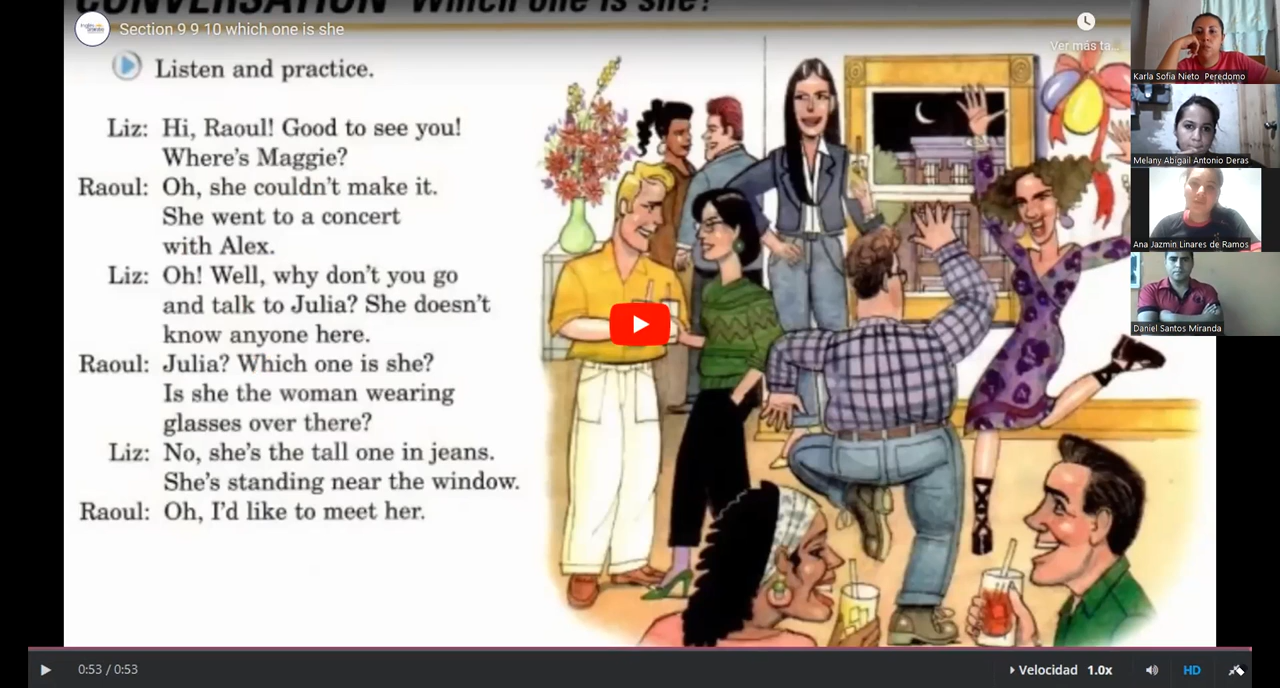 CONVERSATION Which one is she?
Section 9 9 10 which one is she
Ver más ta...
Listen and practice.
Liz: Hi, Raoul! Good to see you!
Where's Maggie?
Raoul: Oh, she couldn't make it.
She went to a concert
with Alex.
Liz: Oh! Well, why don't you go
and talk to Julia? She doesn't
know anyone here.
Raoul: Julia? Which one is she?
Is she the woman wearing
glasses over there?
Liz: No, she's the tall one in jeans.
She's standing near the window.
Raoul: Oh, I'd like to meet her.
Karla Sofia Nieto Peredomo
Melany Abigail Antonio Deras
Ana Jazmin Linares de Ramos
Daniel Santos Miranda
0:53 / 0:53
Velocidad 1.0x
HD